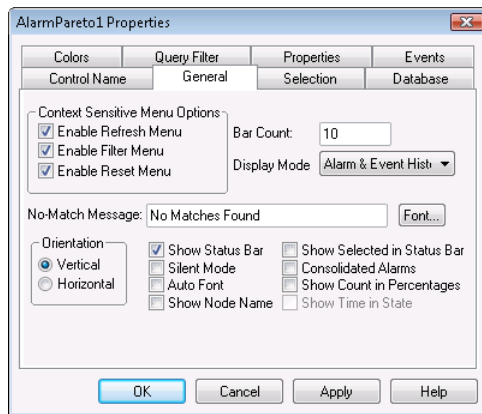 AlarmPareto1 Properties
Colors Query Filter Properties Events
Control Name General Selection Database
Context Sensitive Menu Options
Enable Refresh Menu
Enable Filter Menu
Enable Reset Menu
Bar Count: 10
Display Mode Alarm & Event Histo
No-Match Message: No Matches Found Font...
Orientation
Vertical
Horizontal
Show Status Bar
Silent Mode
Auto Font
Show Node Name
Show Selected in Status Bar
Consolidated Alarms
Show Count in Percentages
Show Time in State
OK Cancel Apply Help